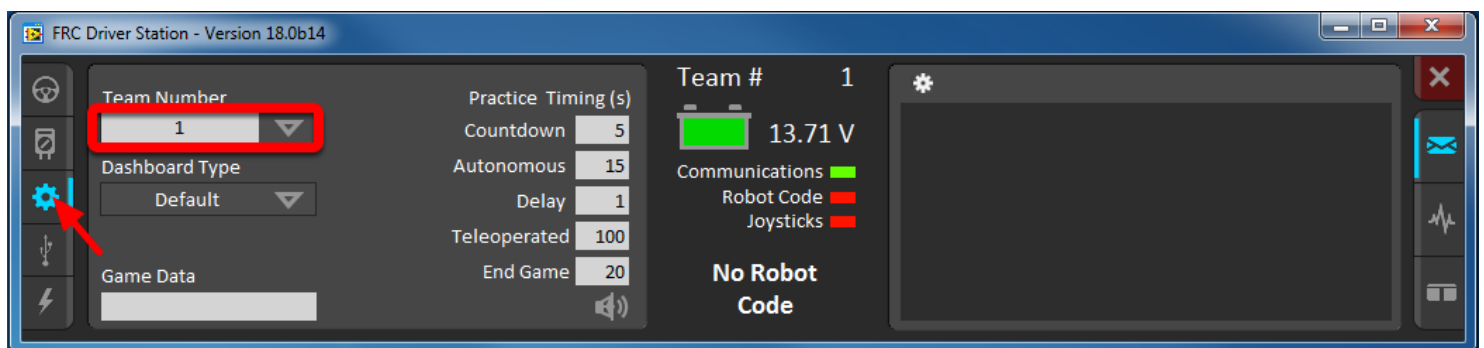 FRC Driver Station - Version 18.0b14
Team Number
1
Dashboard Type
Default
Game Data
Practice Timing (s)
Countdown 5
Autonomous 15
Delay 1
Teleoperated 100
End Game 20
Team # 1
13.71 V
Communications
Robot Code
Joysticks
No Robot
Code